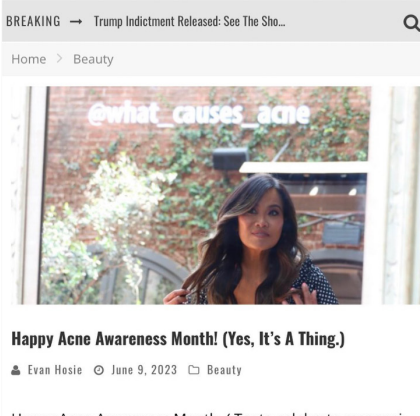 BREAKING → Trump Indictment Released: See The Sho...
Home > Beauty
@what_causes_acne
Happy Acne Awareness Month! (Yes, It's A Thing.)
Evan Hosie June 9, 2023 Beauty